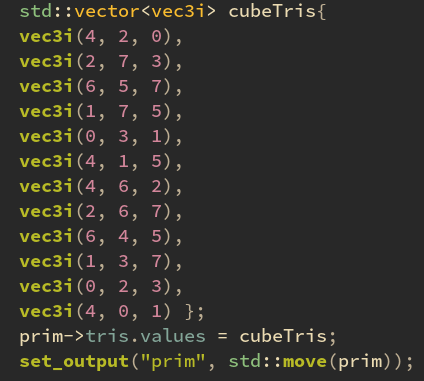 std::vector<vec3i> cubeTris{
vec3i(4, 2, 0),
vec3i(2, 7, 3),
vec3i(6, 5, 7),
vec3i(1, 7, 5),
vec3i(0, 3, 1),
vec3i(4, 1, 5),
vec3i(4, 6, 2),
vec3i(2, 6, 7),
vec3i(6, 4, 5),
vec3i(1, 3, 7),
vec3i(0, 2, 3),
vec3i(4, 0, 1) };
prim->tris.values = cubeTris;
set_output("prim", std::move(prim));